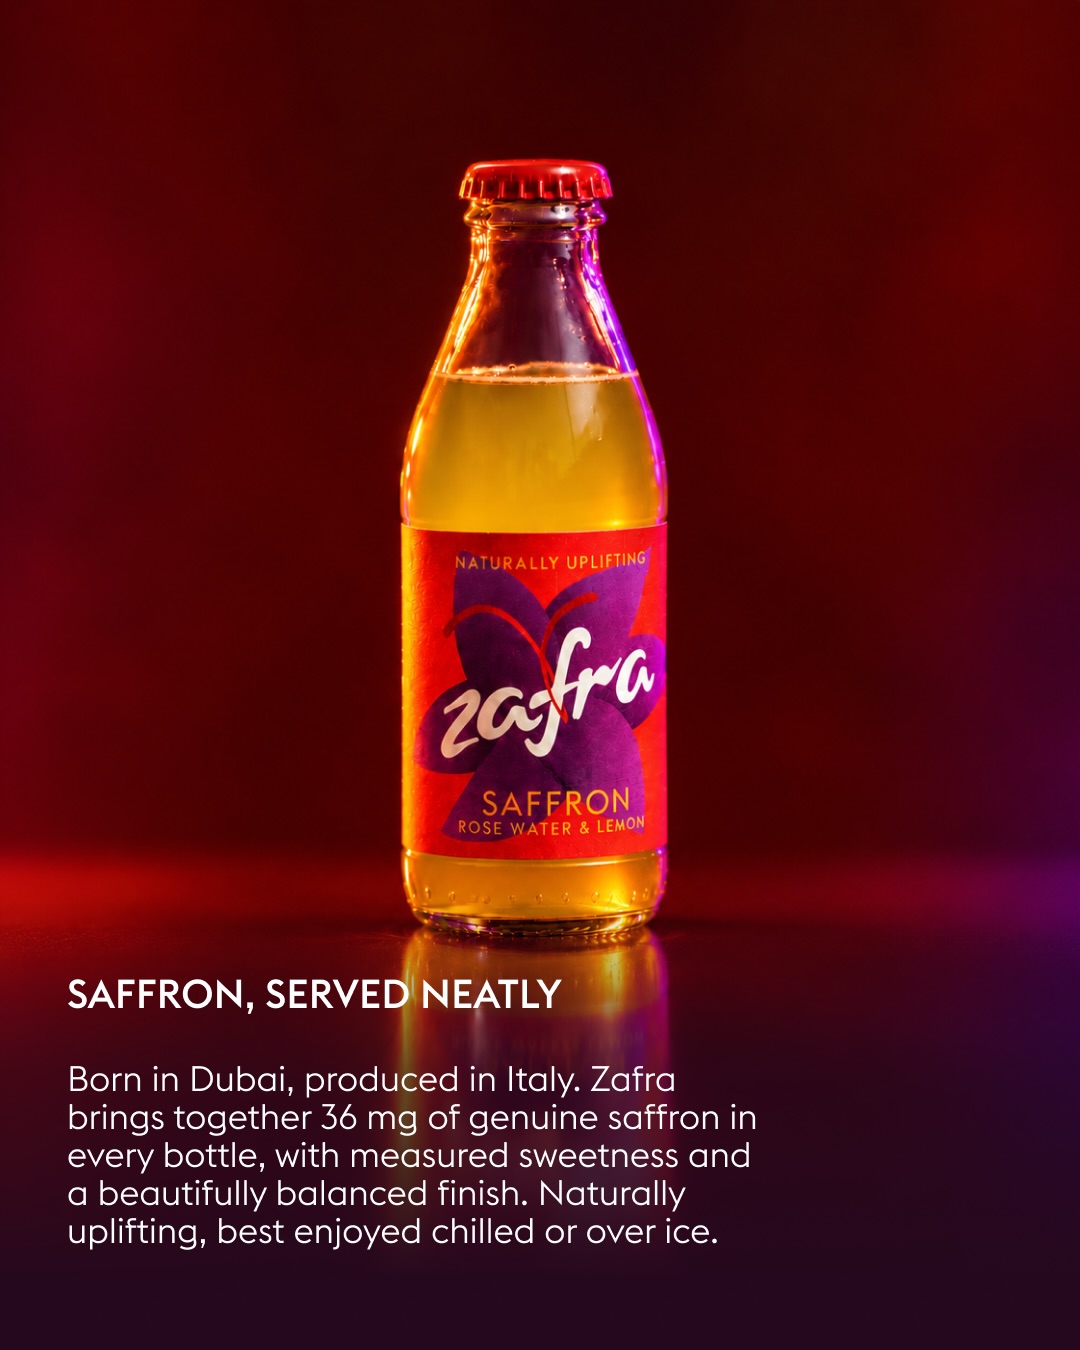 NATURALLY UPLIFTING
zafra
SAFFRON
ROSE WATER & LEMON
SAFFRON, SERVED NEATLY
Born in Dubai, produced in Italy. Zafra
brings together 36 mg of genuine saffron in
every bottle, with measured sweetness and
a beautifully balanced finish. Naturally
uplifting, best enjoyed chilled or over ice.